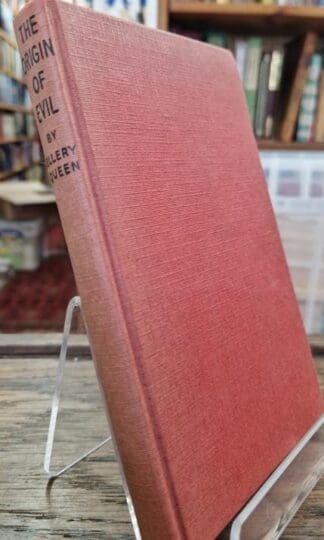 THE
ORIGIN
OF
EVIL
BY
ELLERY
QUEEN